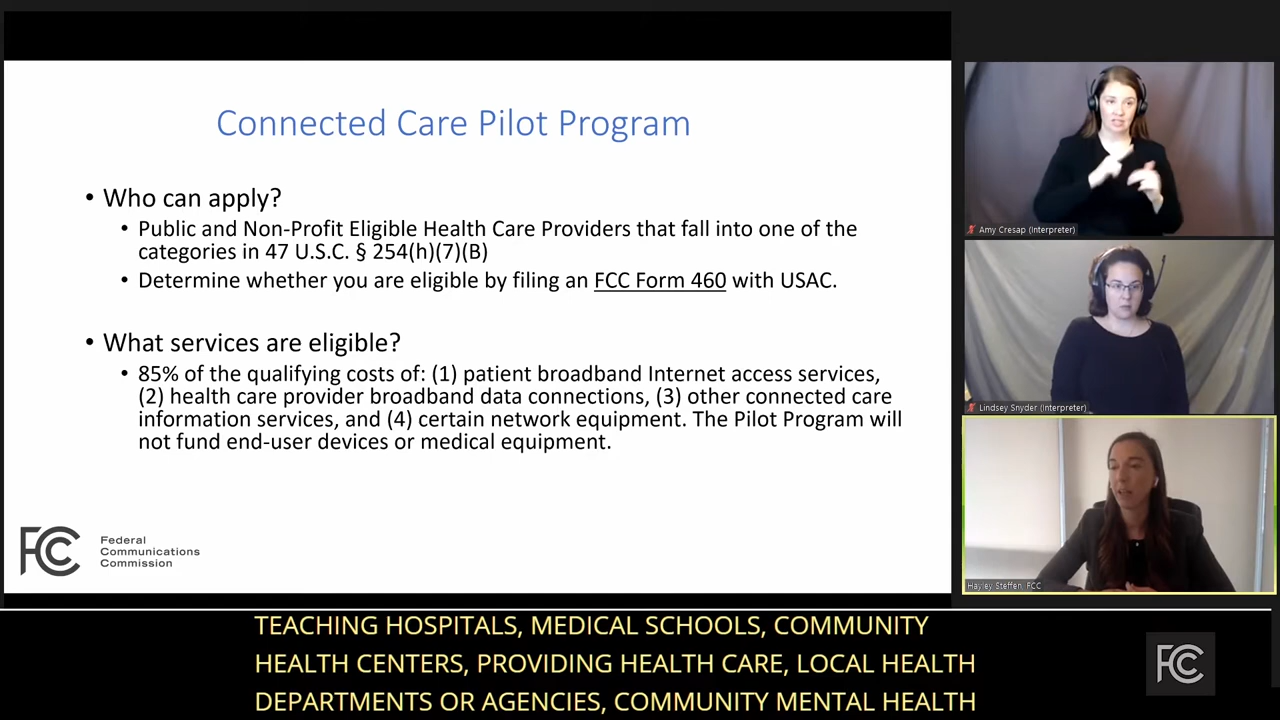 Connected Care Pilot Program
• Who can apply?
• Public and Non-Profit Eligible Health Care Providers that fall into one of the
categories in 47 U.S.C. § 254(h)(7)(B)
• Determine whether you are eligible by filing an FCC Form 460 with USAC.
• What services are eligible?
• 85% of the qualifying costs of: (1) patient broadband Internet access services,
(2) health care provider broadband data connections, (3) other connected care
information services, and (4) certain network equipment. The Pilot Program will
not fund end-user devices or medical equipment.
FCC
Federal
Communications
Commission
Amy Cresap (Interpreter)
Lindsey Snyder (Interpreter)
Hayley Steffen, FCC
TEACHING HOSPITALS, MEDICAL SCHOOLS, COMMUNITY
HEALTH CENTERS, PROVIDING HEALTH CARE, LOCAL HEALTH
DEPARTMENTS OR AGENCIES, COMMUNITY MENTAL HEALTH
FCC